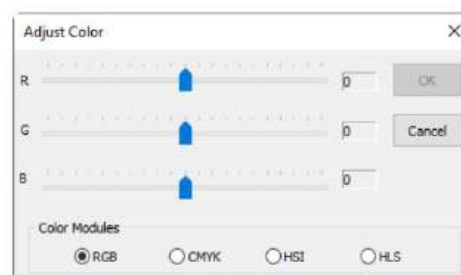 Adjust Color
R 0 OK
G 0 Cancel
B 0
Color Modules
RGB CMYK HSI HLS